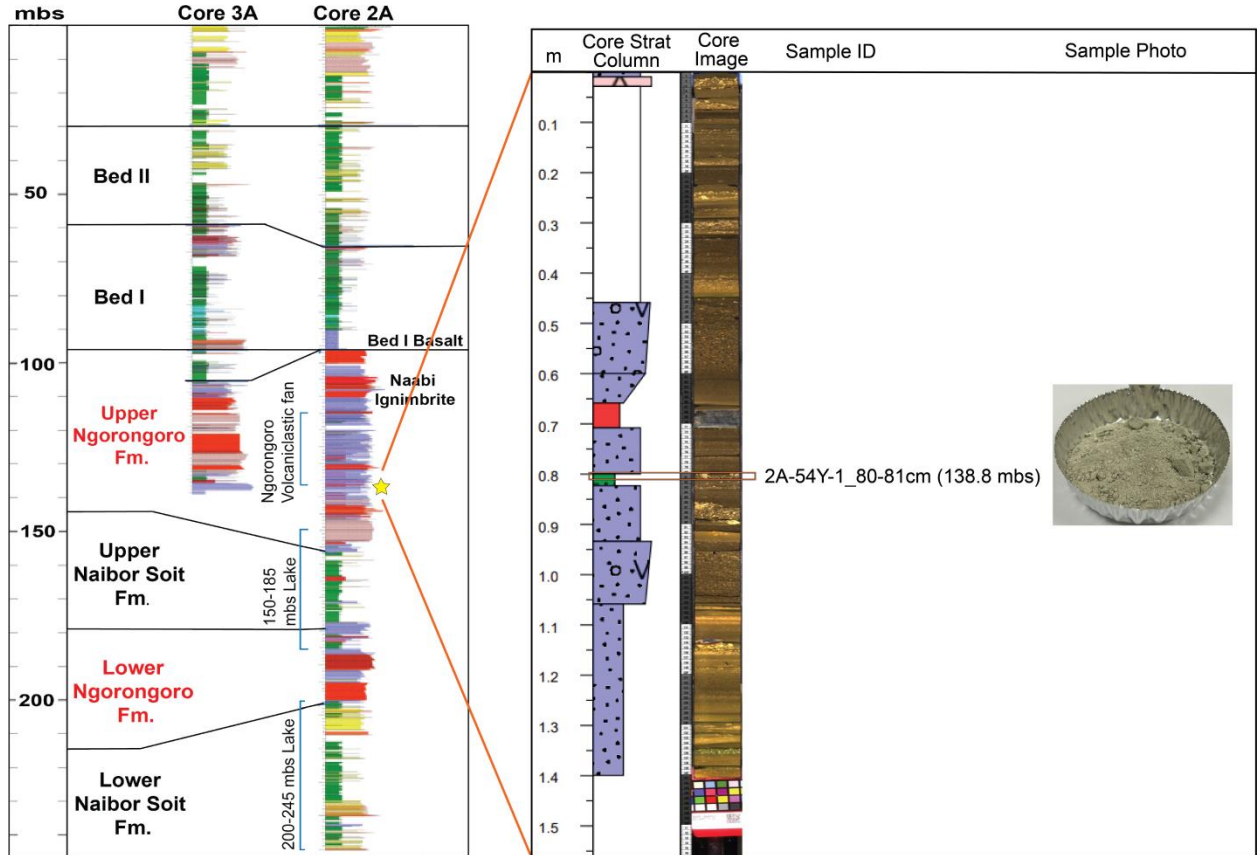 mbs
Core 3A
Core 2A
Bed II
50
Bed I
Bed I Basalt
100
Naabi
Ignimbrite
Upper
Ngorongoro
Fm.
Ngorongoro
Volcaniclastic fan
150
Upper
Naibor Soit
Fm.
150-185
mbs Lake
Lower
Ngorongoro
Fm.
200
Lower
Naibor Soit
Fm.
200-245 mbs Lake
m
Core Strat
Column
Core
Image
Sample ID
Sample Photo
0.1
0.2
0.3
0.4
0.5
0.6
0.7
0.8
2A-54Y-1_80-81cm (138.8 mbs)
0.9
1.0
1.1
1.2
1.3
1.4
1.5